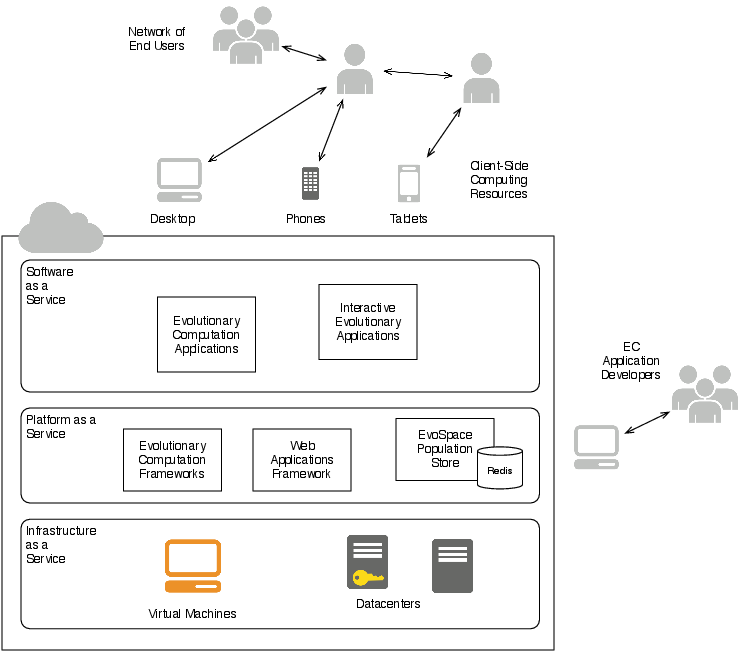 Network of
End Users
Client-Side
Computing
Resources
Desktop
Phones
Tablets
Software
as a
Service
Evolutionary
Computation
Applications
Interactive
Evolutionary
Applications
EC
Application
Developers
Platform as a
Service
Evolutionary
Computation
Frameworks
Web
Applications
Framework
EvoSpace
Population
Store
Redis
Infrastructure
as a
Service
Virtual Machines
Datacenters